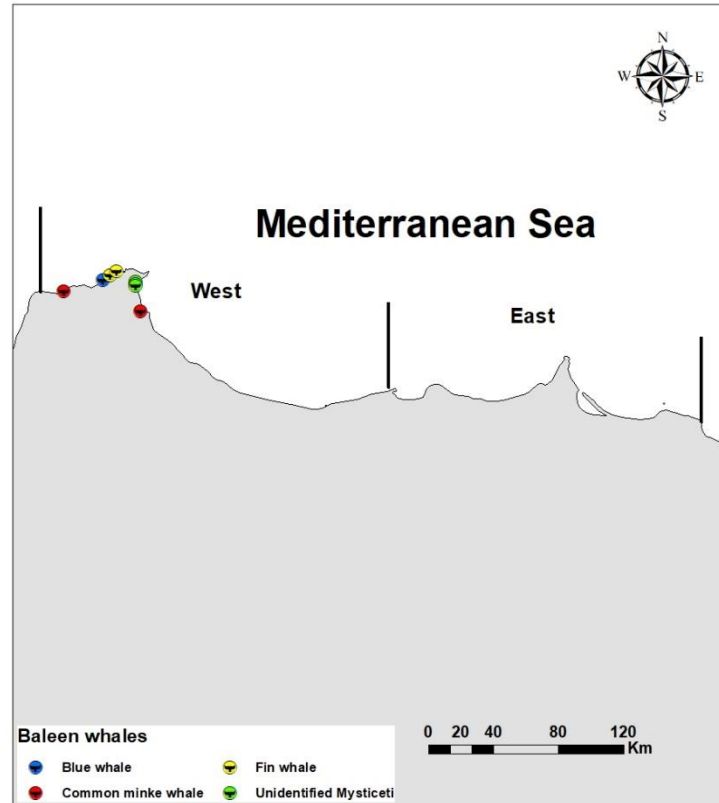 N
W E
S
Mediterranean Sea
West
East
Baleen whales
Blue whale
Fin whale
Common minke whale
Unidentified Mysticeti
0 20 40 80 120
Km